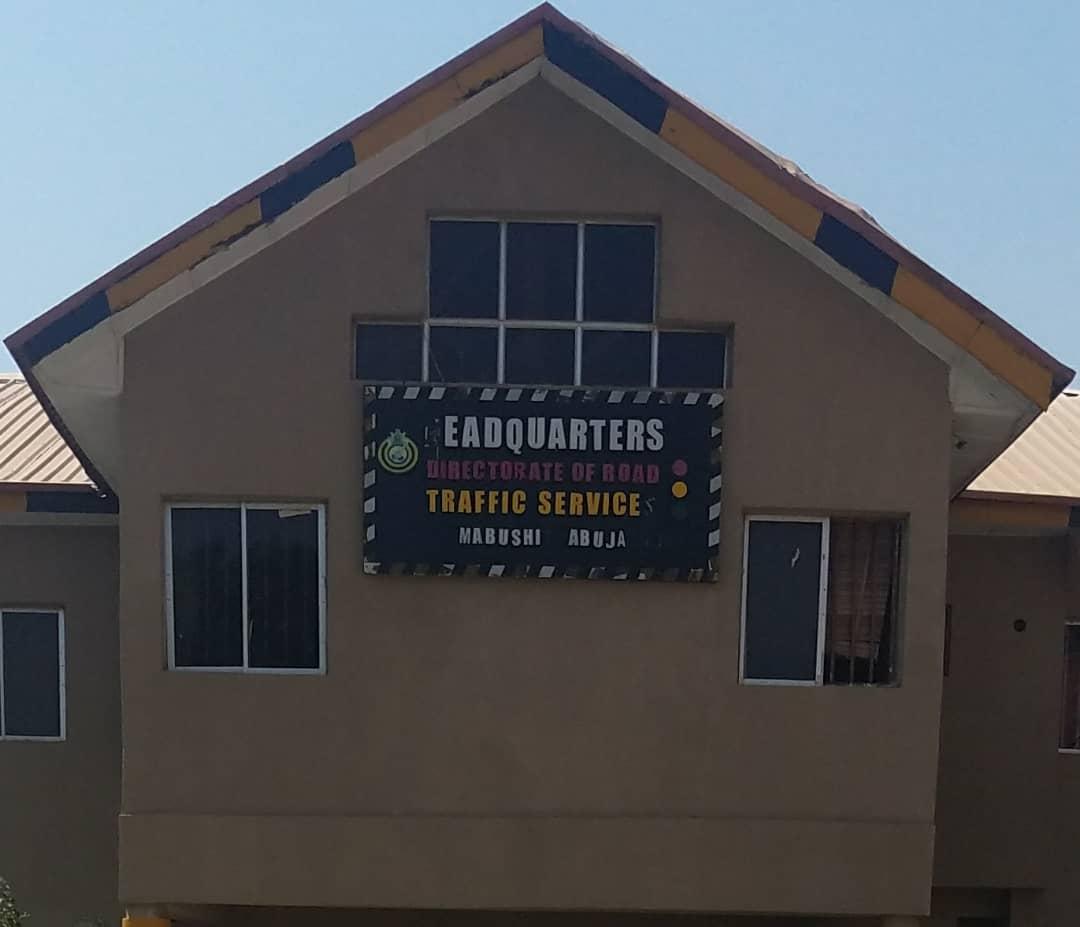 EADQUARTERS
DIRECTORATE OF ROAD
TRAFFIC SERVICE
MABUSHI ABUJA